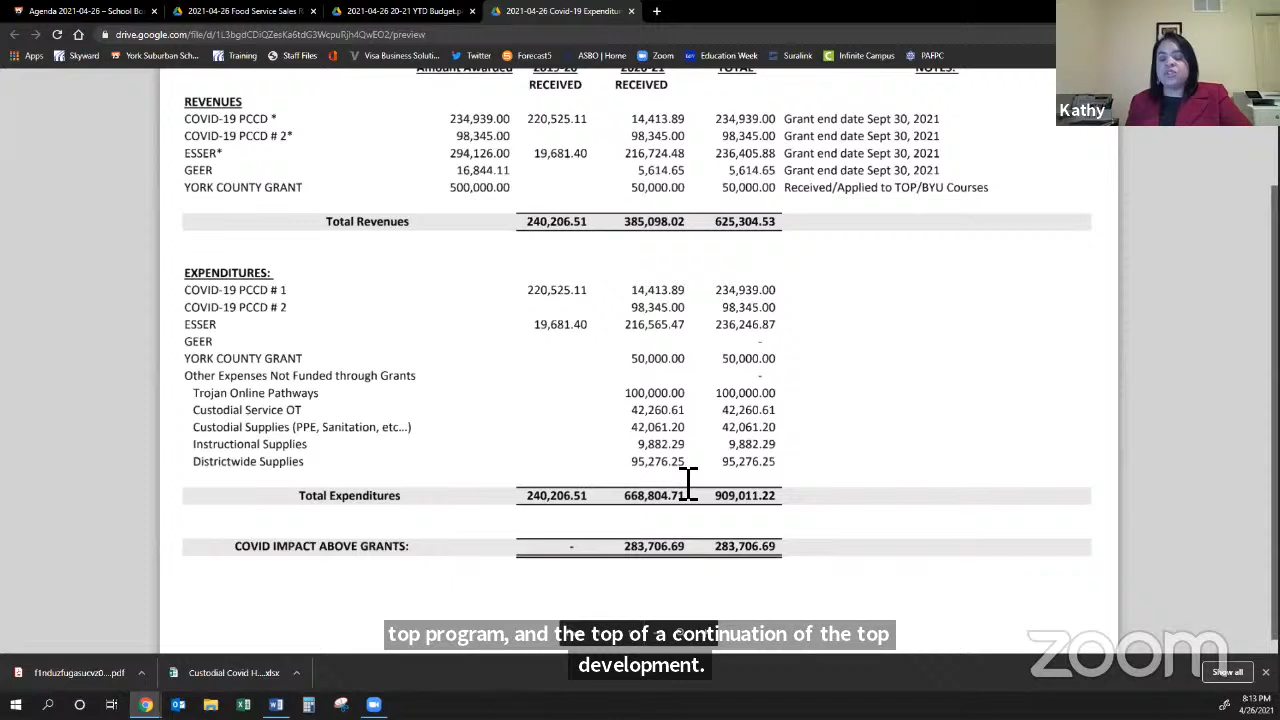 Agenda 2021-04-26 - School Bo
2021-04-26 Food Service Sales R
2021-04-26 20-21 YTD Budget.p
2021-04-26 Covid-19 Expenditur
drive.google.com/file/d/1L3bgdCDiQZesKa6tdG3WcpuRjh4QwEO2/preview
Apps Skyward York Suburban Sch... Training Staff Files Visa Business Soluti... Twitter Forecast5 ASBO | Home Zoom Education Week Suralink Infinite Campus PAFPC
Kathy
Amount Awarded 2019-20 2020-21 TOTAL NOTES:
RECEIVED RECEIVED
REVENUES
COVID-19 PCCD * 234,939.00 220,525.11 14,413.89 234,939.00 Grant end date Sept 30, 2021
COVID-19 PCCD # 2* 98,345.00 98,345.00 98,345.00 Grant end date Sept 30, 2021
ESSER* 294,126.00 19,681.40 216,724.48 236,405.88 Grant end date Sept 30, 2021
GEER 16,844.11 5,614.65 5,614.65 Grant end date Sept 30, 2021
YORK COUNTY GRANT 500,000.00 50,000.00 50,000.00 Received/Applied to TOP/BYU Courses
Total Revenues 240,206.51 385,098.02 625,304.53
EXPENDITURES:
COVID-19 PCCD # 1 220,525.11 14,413.89 234,939.00
COVID-19 PCCD # 2 98,345.00 98,345.00
ESSER 19,681.40 216,565.47 236,246.87
GEER -
YORK COUNTY GRANT 50,000.00 50,000.00
Other Expenses Not Funded through Grants -
Trojan Online Pathways 100,000.00 100,000.00
Custodial Service OT 42,260.61 42,260.61
Custodial Supplies (PPE, Sanitation, etc...) 42,061.20 42,061.20
Instructional Supplies 9,882.29 9,882.29
Districtwide Supplies 95,276.25 95,276.25
Total Expenditures 240,206.51 668,804.71 909,011.22
COVID IMPACT ABOVE GRANTS: - 283,706.69 283,706.69
top program, and the top of a continuation of the top
development.
zoom
f1nduzfugasucvz0....pdf
Custodial Covid H....xlsx
Show all
8:13 PM
4/26/2021